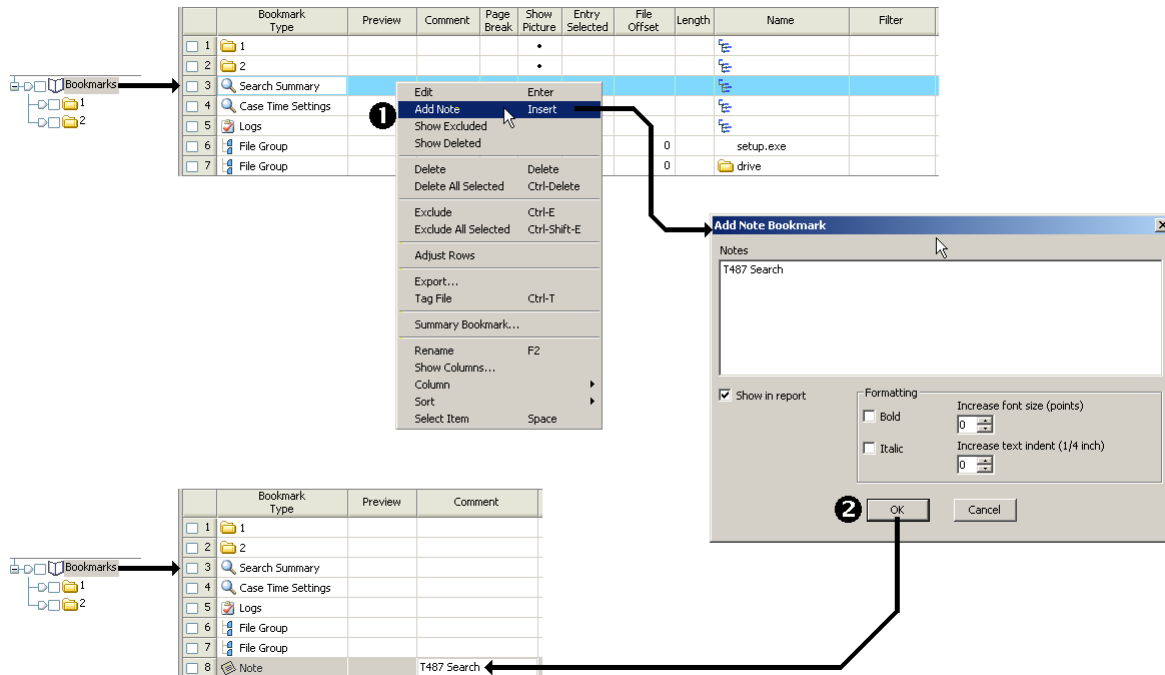 Bookmark Type Preview Comment Page Break Show Picture Entry Selected File Offset Length Name Filter
1 1 •
2 2 •
Bookmarks
1
2
3 Search Summary
4 Case Time Settings
5 Logs
6 File Group 0 setup.exe
7 File Group 0 drive
1
Edit Enter
Add Note Insert
Show Excluded
Show Deleted
Delete Delete
Delete All Selected Ctrl-Delete
Exclude Ctrl-E
Exclude All Selected Ctrl-Shift-E
Adjust Rows
Export...
Tag File Ctrl-T
Summary Bookmark...
Rename F2
Show Columns...
Column
Sort
Select Item Space
Add Note Bookmark
Notes
T487 Search
Show in report
Formatting
Bold
Italic
Increase font size (points)
0
Increase text indent (1/4 inch)
0
2
OK Cancel
Bookmark Type Preview Comment
1 1
2 2
Bookmarks
1
2
3 Search Summary
4 Case Time Settings
5 Logs
6 File Group
7 File Group
8 Note T487 Search